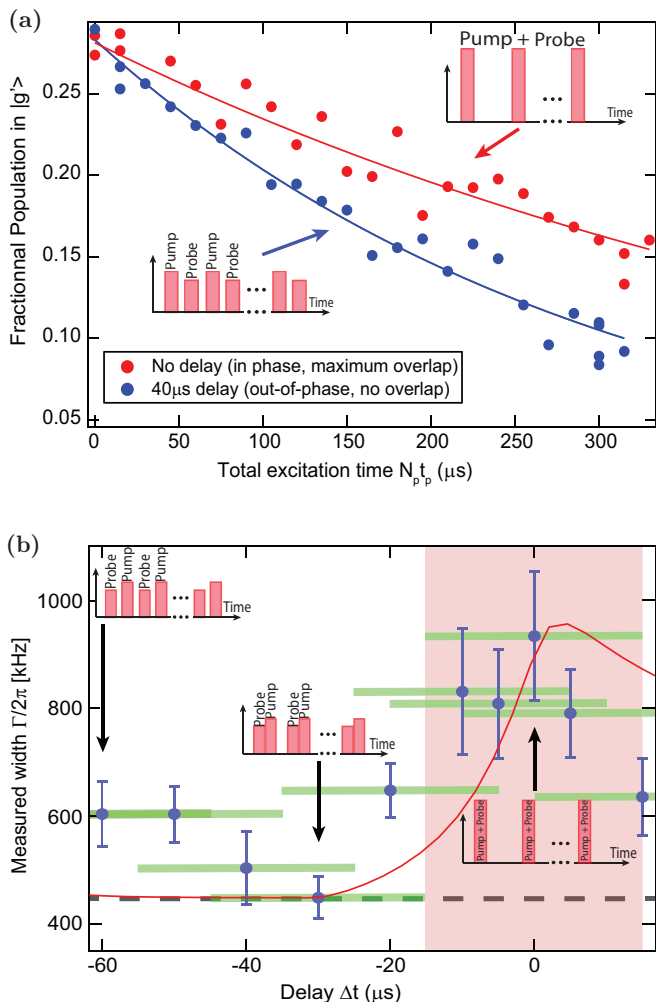 (a)
Fractionnal Population in |g'>
0.25
0.20
0.15
0.10
0.05
Pump + Probe
Time
Pump
Probe
Pump
Probe
Time
No delay (in phase, maximum overlap)
40μs delay (out-of-phase, no overlap)
0
50
100
150
200
250
300
Total excitation time Nptp (μs)
(b)
Measured width Γ/2π [kHz]
1000
800
600
400
Probe
Pump
Probe
Pump
Time
Probe
Pump
Probe
Pump
Time
Pump + Probe
Pump + Probe
Pump + Probe
Time
-60
-40
-20
0
Delay Δt (μs)